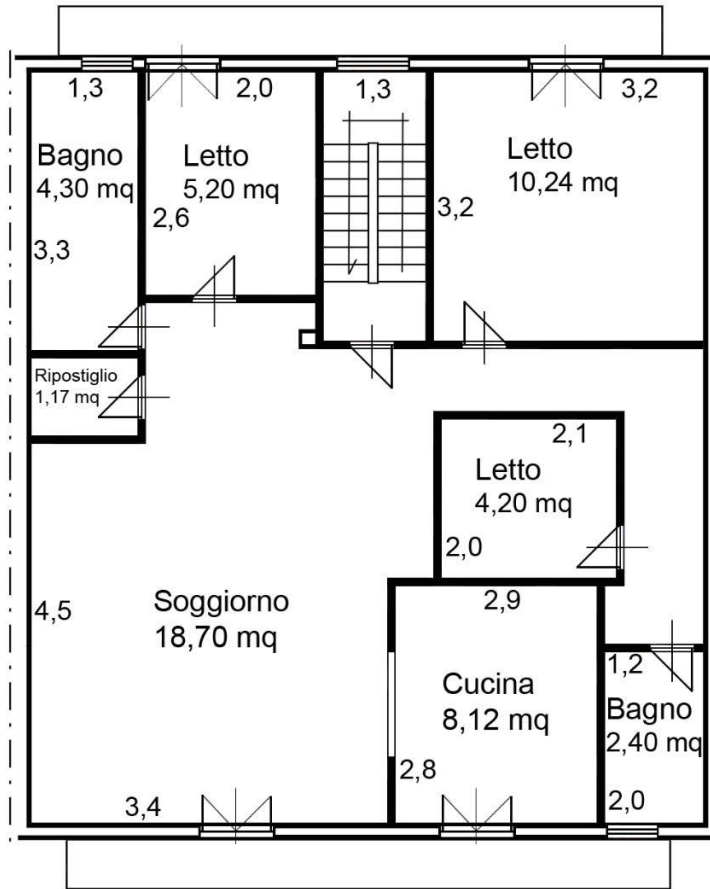 1,3
2,0
1,3
3,2
Bagno
4,30 mq
Letto
5,20 mq
Letto
10,24 mq
3,3
2,6
3,2
Ripostiglio
1,17 mq
2,1
Letto
4,20 mq
2,0
4,5
Soggiorno
18,70 mq
2,9
Cucina
8,12 mq
2,8
1,2
Bagno
2,40 mq
2,0
3,4